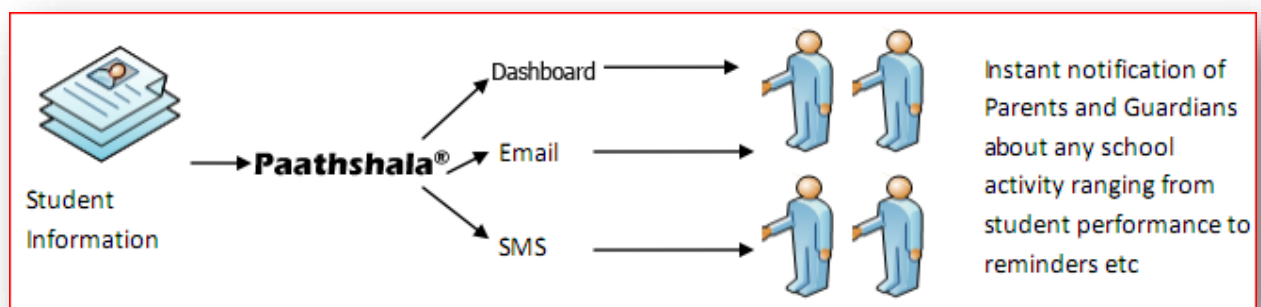 Student
Information
Paathshala®
Dashboard
Email
SMS
Instant notification of
Parents and Guardians
about any school
activity ranging from
student performance to
reminders etc